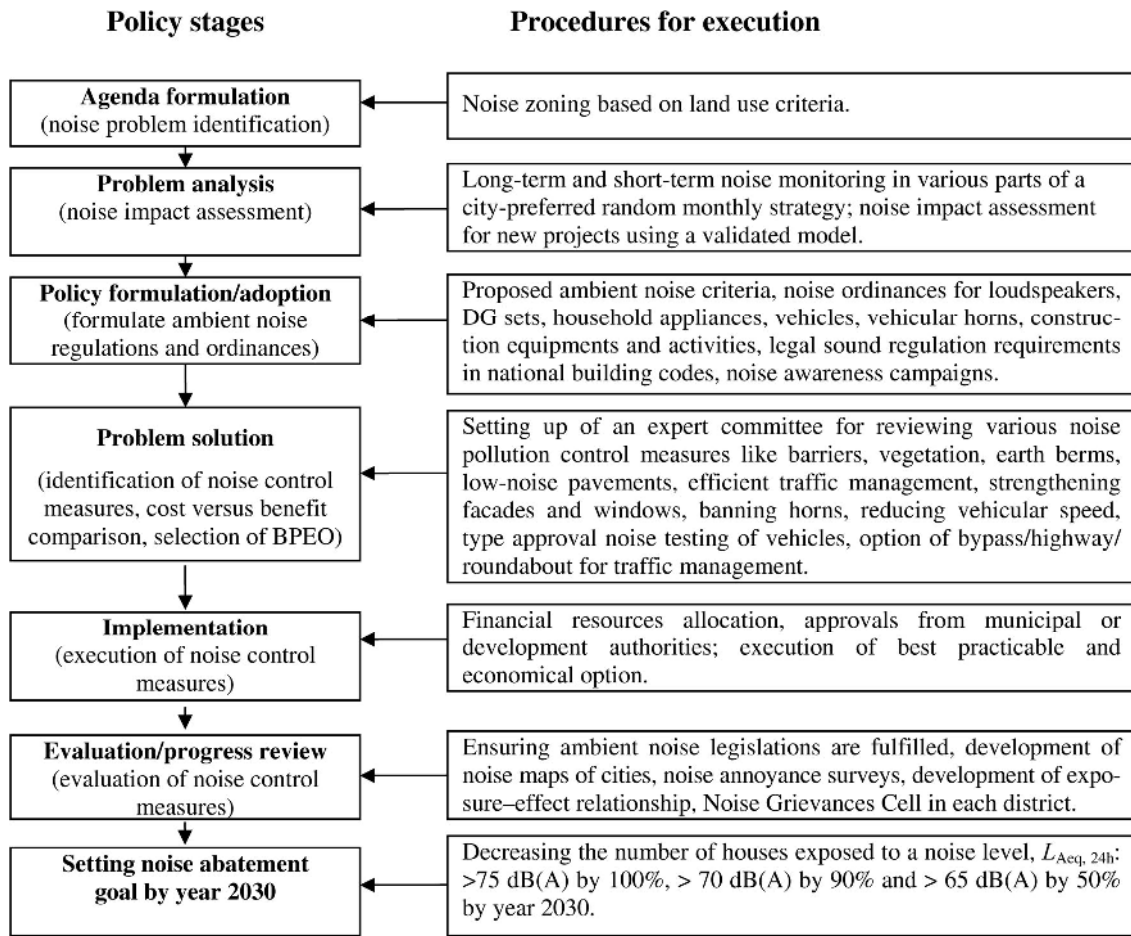 Policy stages
Procedures for execution
Agenda formulation
(noise problem identification)
Noise zoning based on land use criteria.
Problem analysis
(noise impact assessment)
Long-term and short-term noise monitoring in various parts of a
city-preferred random monthly strategy; noise impact assessment
for new projects using a validated model.
Policy formulation/adoption
(formulate ambient noise
regulations and ordinances)
Proposed ambient noise criteria, noise ordinances for loudspeakers,
DG sets, household appliances, vehicles, vehicular horns, construc-
tion equipments and activities, legal sound regulation requirements
in national building codes, noise awareness campaigns.
Problem solution
(identification of noise control
measures, cost versus benefit
comparison, selection of BPEO)
Setting up of an expert committee for reviewing various noise
pollution control measures like barriers, vegetation, earth berms,
low-noise pavements, efficient traffic management, strengthening
facades and windows, banning horns, reducing vehicular speed,
type approval noise testing of vehicles, option of bypass/highway/
roundabout for traffic management.
Implementation
(execution of noise control
measures)
Financial resources allocation, approvals from municipal or
development authorities; execution of best practicable and
economical option.
Evaluation/progress review
(evaluation of noise control
measures)
Ensuring ambient noise legislations are fulfilled, development of
noise maps of cities, noise annoyance surveys, development of expo-
sure–effect relationship, Noise Grievances Cell in each district.
Setting noise abatement
goal by year 2030
Decreasing the number of houses exposed to a noise level, L_Aeq, 24h:
>75 dB(A) by 100%, > 70 dB(A) by 90% and > 65 dB(A) by 50%
by year 2030.